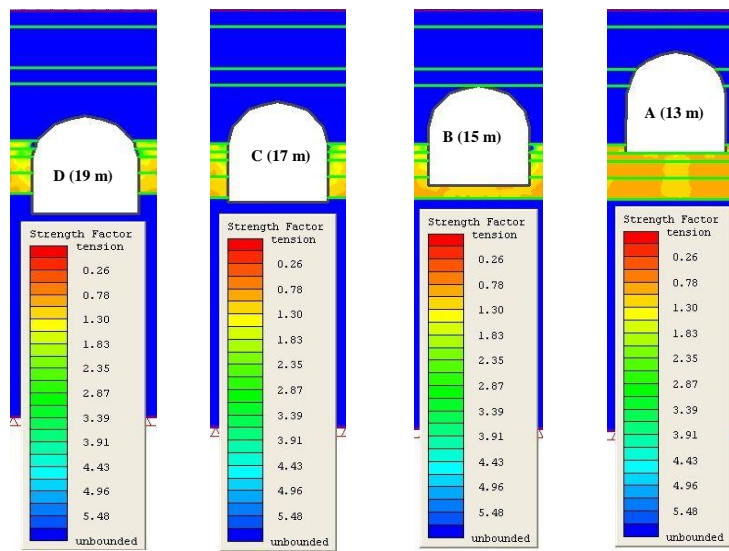 D (19 m)
C (17 m)
B (15 m)
A (13 m)
Strength Factor
tension
0.26
0.78
1.30
1.83
2.35
2.87
3.39
3.91
4.43
4.96
5.48
unbounded
Strength Factor
tension
0.26
0.78
1.30
1.83
2.35
2.87
3.39
3.91
4.43
4.96
5.48
unbounded
Strength Factor
tension
0.26
0.78
1.30
1.83
2.35
2.87
3.39
3.91
4.43
4.96
5.48
unbounded
Strength Factor
tension
0.26
0.78
1.30
1.83
2.35
2.87
3.39
3.91
4.43
4.96
5.48
unbounded